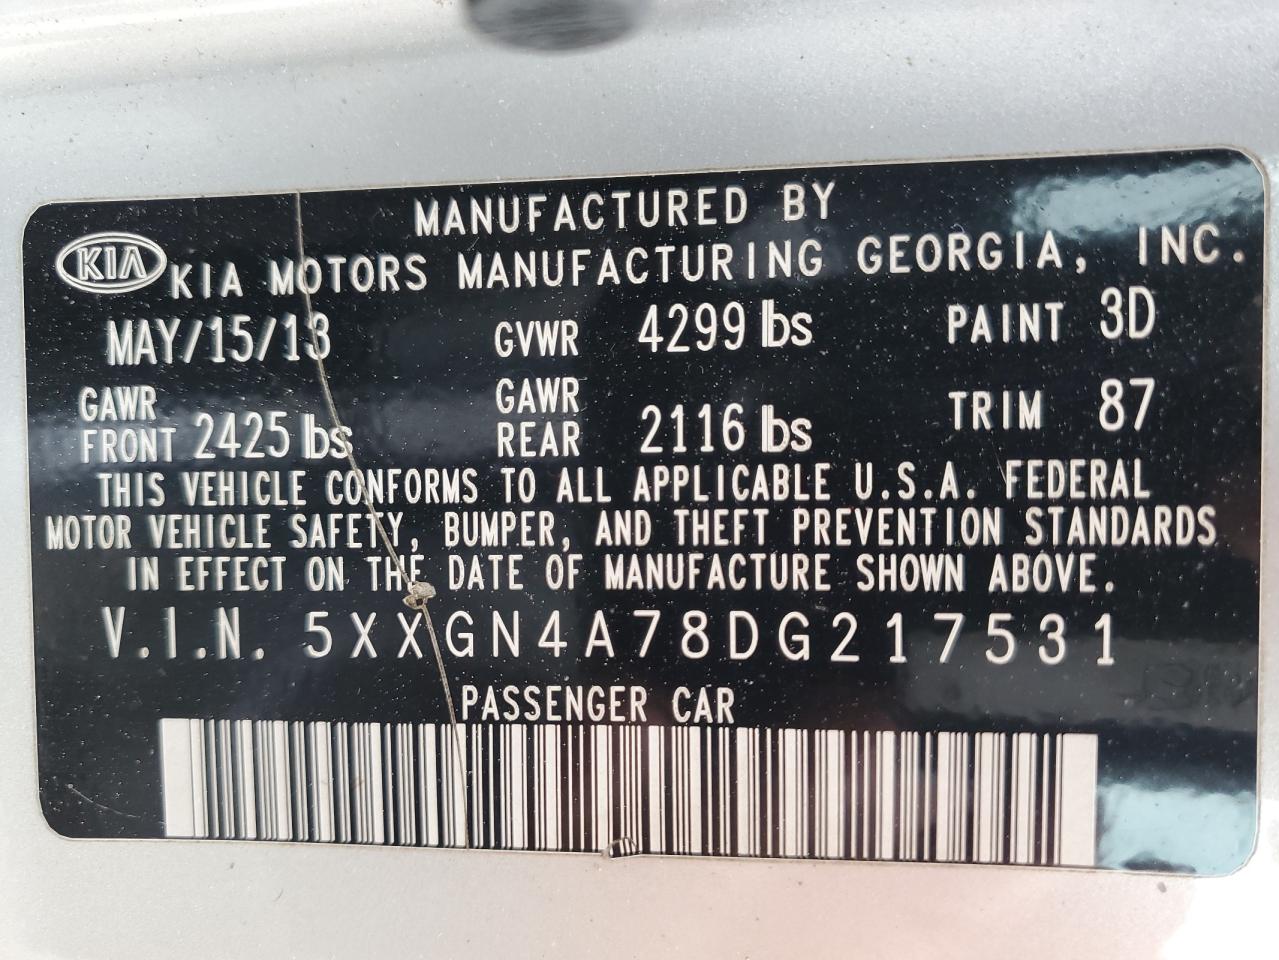 MANUFACTURED BY
KIA KIA MOTORS MANUFACTURING GEORGIA, INC.
MAY/15/13 GVWR 4299 lbs PAINT 3D
GAWR FRONT 2425 lbs GAWR REAR 2116 lbs TRIM 87
THIS VEHICLE CONFORMS TO ALL APPLICABLE U.S.A. FEDERAL
MOTOR VEHICLE SAFETY, BUMPER, AND THEFT PREVENTION STANDARDS
IN EFFECT ON THE DATE OF MANUFACTURE SHOWN ABOVE.
V.I.N. 5XXGN4A78DG217531
PASSENGER CAR